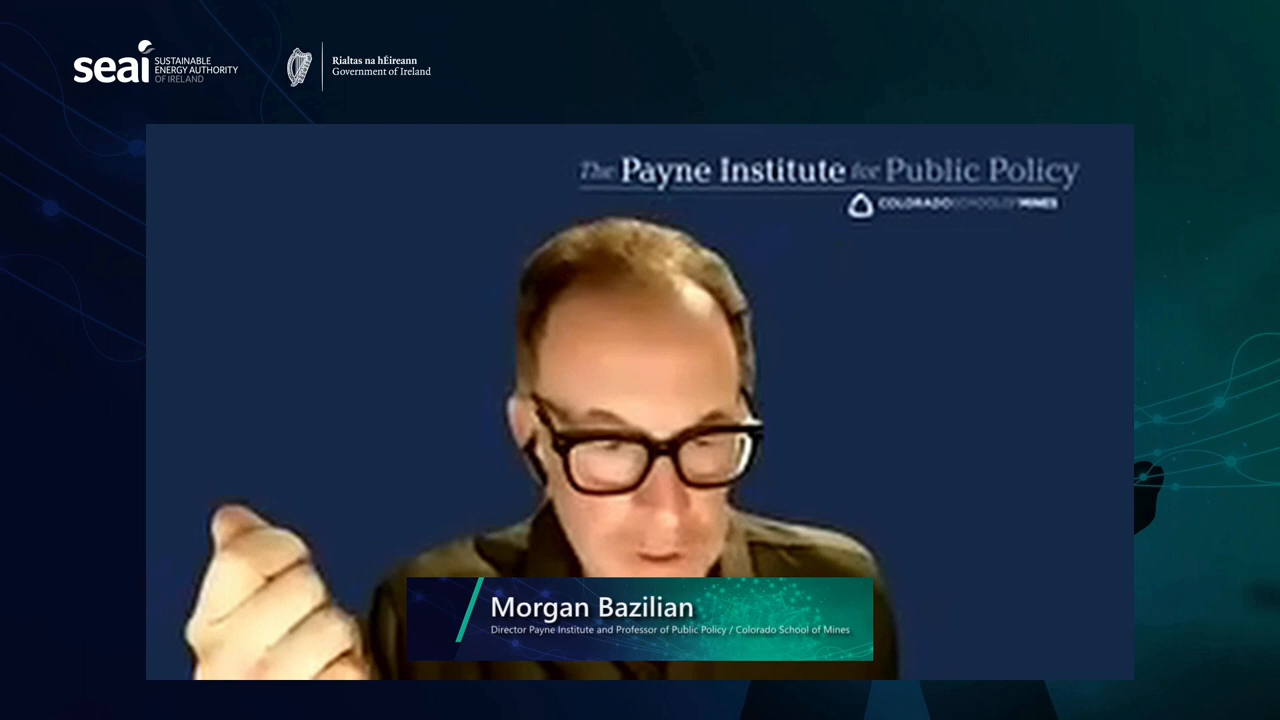 seai SUSTAINABLE
ENERGY AUTHORITY
OF IRELAND
Rialtas na hÉireann
Government of Ireland
The Payne Institute for Public Policy
COLORADO SCHOOL OF MINES
Morgan Bazilian
Director Payne Institute and Professor of Public Policy / Colorado School of Mines